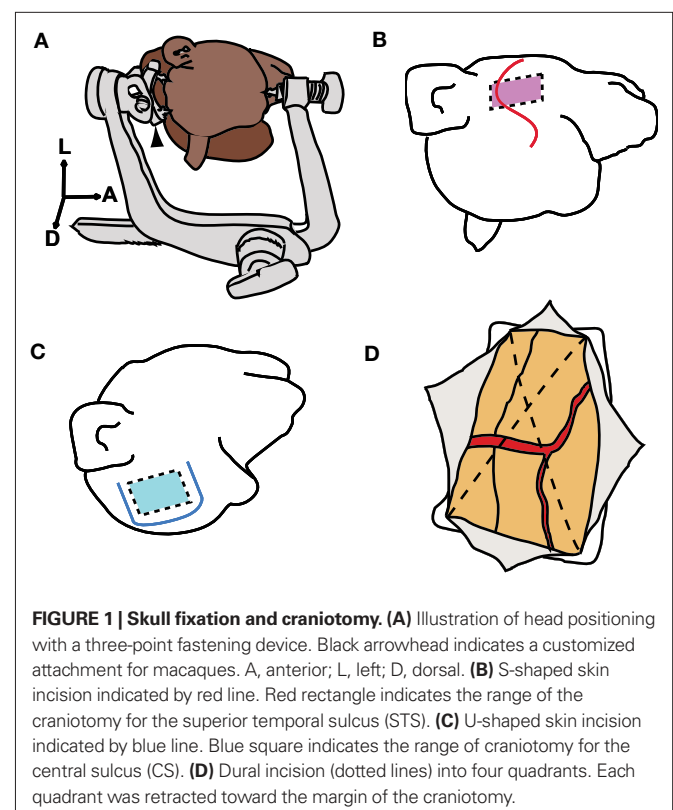 A
B
L
A
D
C
D
FIGURE 1 | Skull fixation and craniotomy. (A) Illustration of head positioning
with a three-point fastening device. Black arrowhead indicates a customized
attachment for macaques. A, anterior; L, left; D, dorsal. (B) S-shaped skin
incision indicated by red line. Red rectangle indicates the range of the
craniotomy for the superior temporal sulcus (STS). (C) U-shaped skin incision
indicated by blue line. Blue square indicates the range of craniotomy for the
central sulcus (CS). (D) Dural incision (dotted lines) into four quadrants. Each
quadrant was retracted toward the margin of the craniotomy.